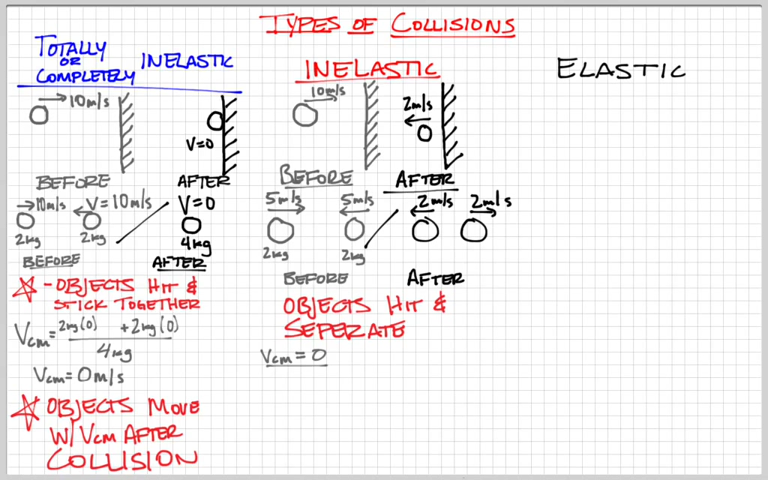 TYPES OF COLLISIONS
TOTALLY
OR
COMPLETELY INELASTIC
10m/s
V=0
BEFORE
AFTER
10m/s
V=10m/s
V=0
2kg
2kg
4kg
BEFORE
AFTER
-OBJECTS HIT &
STICK TOGETHER
Vcm= 2kg(0) +2kg(0)
4kg
Vcm=0m/s
OBJECTS MOVE
W/ Vcm AFTER
COLLISION
INELASTIC
10m/s
2m/s
BEFORE
AFTER
5m/s
5m/s
2m/s
2m/s
2kg
2kg
BEFORE
AFTER
OBJECTS HIT &
SEPERATE
Vcm = 0
ELASTIC